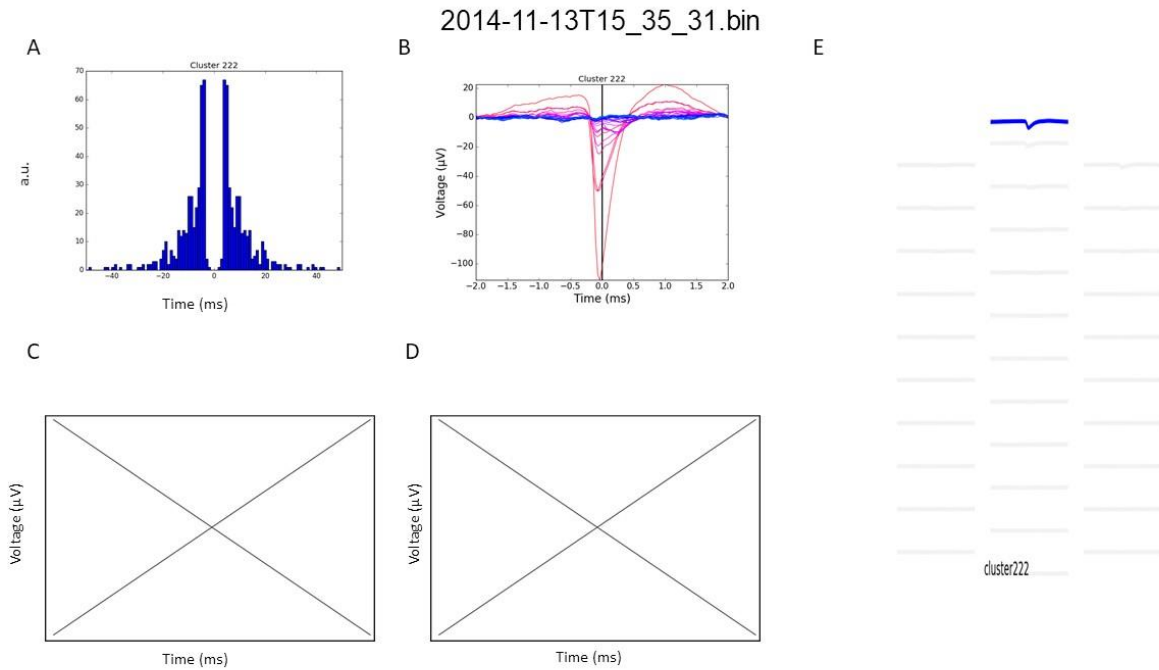 2014-11-13T15_35_31.bin
A
Cluster 222
70
60
50
40
30
20
10
0
a.u.
−40
−20
0
20
40
Time (ms)
B
Cluster 222
20
0
−20
−40
−60
−80
−100
Voltage (μV)
−2.0
−1.5
−1.0
−0.5
0.0
0.5
1.0
1.5
2.0
Time (ms)
E
cluster222
C
Voltage (μV)
Time (ms)
D
Voltage (μV)
Time (ms)